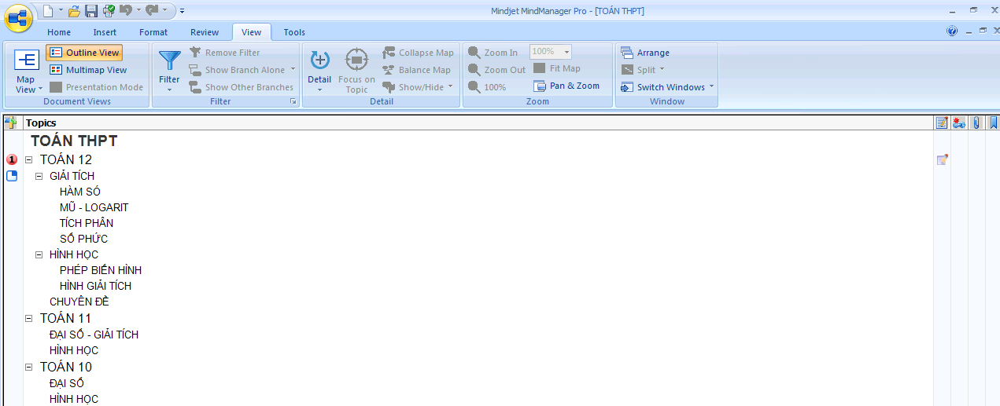 Mindjet MindManager Pro - [TOÁN THPT]
Home Insert Format Review View Tools
Map View
Outline View
Multimap View
Presentation Mode
Document Views
Filter
Remove Filter
Show Branch Alone
Show Other Branches
Filter
Detail
Focus on Topic
Collapse Map
Balance Map
Show/Hide
Detail
Zoom In
Zoom Out
100%
100%
Fit Map
Pan & Zoom
Zoom
Arrange
Split
Switch Windows
Window
Topics
TOÁN THPT
1 TOÁN 12
GIẢI TÍCH
HÀM SÓ
MŨ - LOGARIT
TÍCH PHÂN
SỐ PHỨC
HÌNH HỌC
PHÉP BIẾN HÌNH
HÌNH GIẢI TÍCH
CHUYÊN ĐỀ
TOÁN 11
ĐẠI SỐ - GIẢI TÍCH
HÌNH HỌC
TOÁN 10
ĐẠI SỐ
HÌNH HỌC